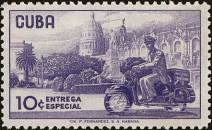 CUBA
10¢ ENTREGA
ESPECIAL
CIA. P. FERNANDEZ, S. A. HABANA